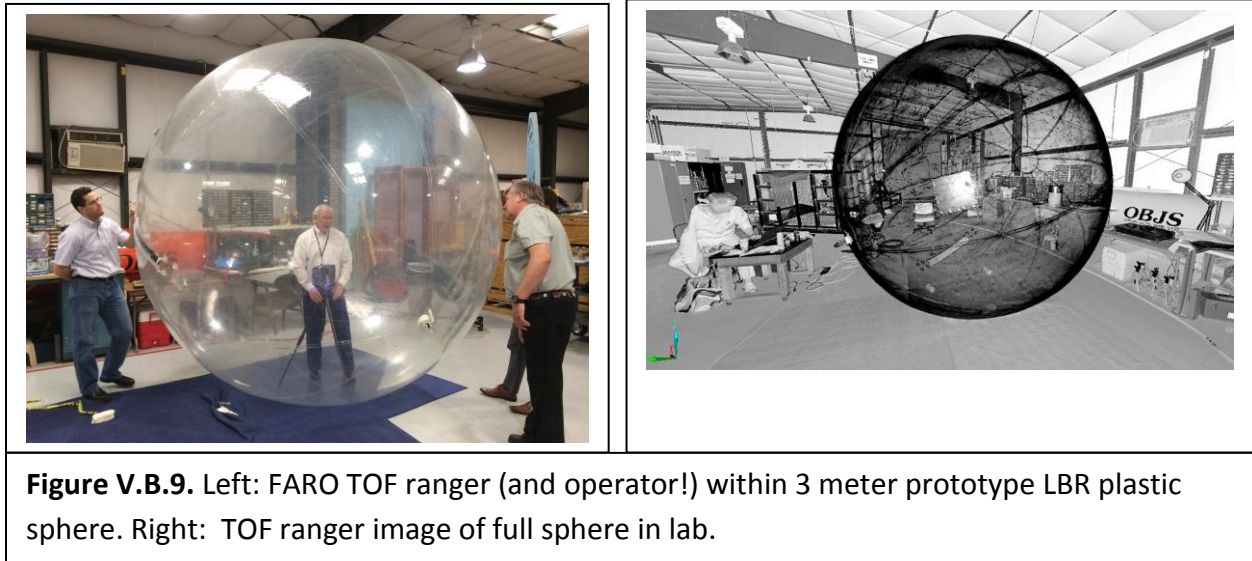 OBJS
Figure V.B.9. Left: FARO TOF ranger (and operator!) within 3 meter prototype LBR plastic
sphere. Right: TOF ranger image of full sphere in lab.